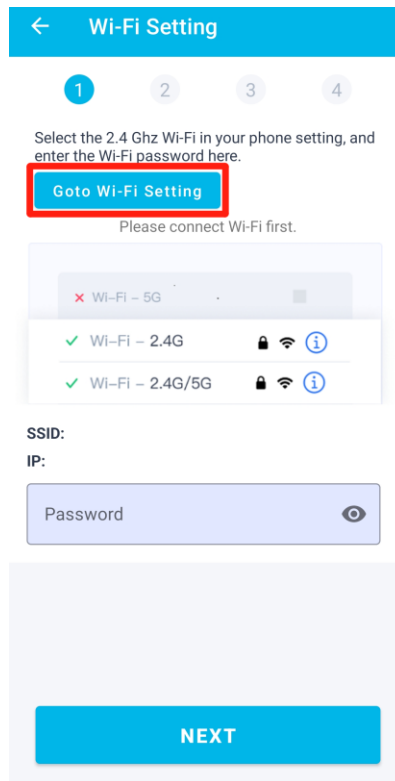 Wi-Fi Setting
1 2 3 4
Select the 2.4 Ghz Wi-Fi in your phone setting, and
enter the Wi-Fi password here.
Goto Wi-Fi Setting
Please connect Wi-Fi first.
Wi-Fi - 5G
Wi-Fi - 2.4G
Wi-Fi - 2.4G/5G
SSID:
IP:
Password
NEXT